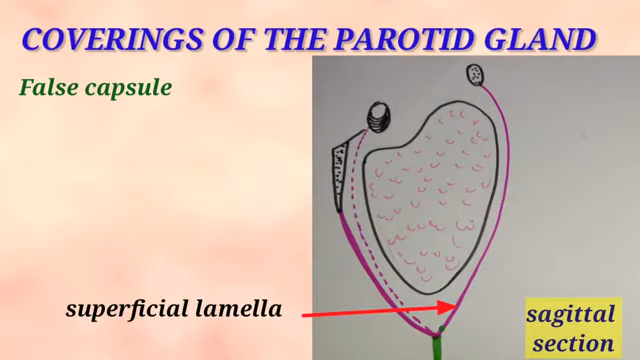 COVERINGS OF THE PAROTID GLAND
False capsule
superficial lamella
sagittal
section